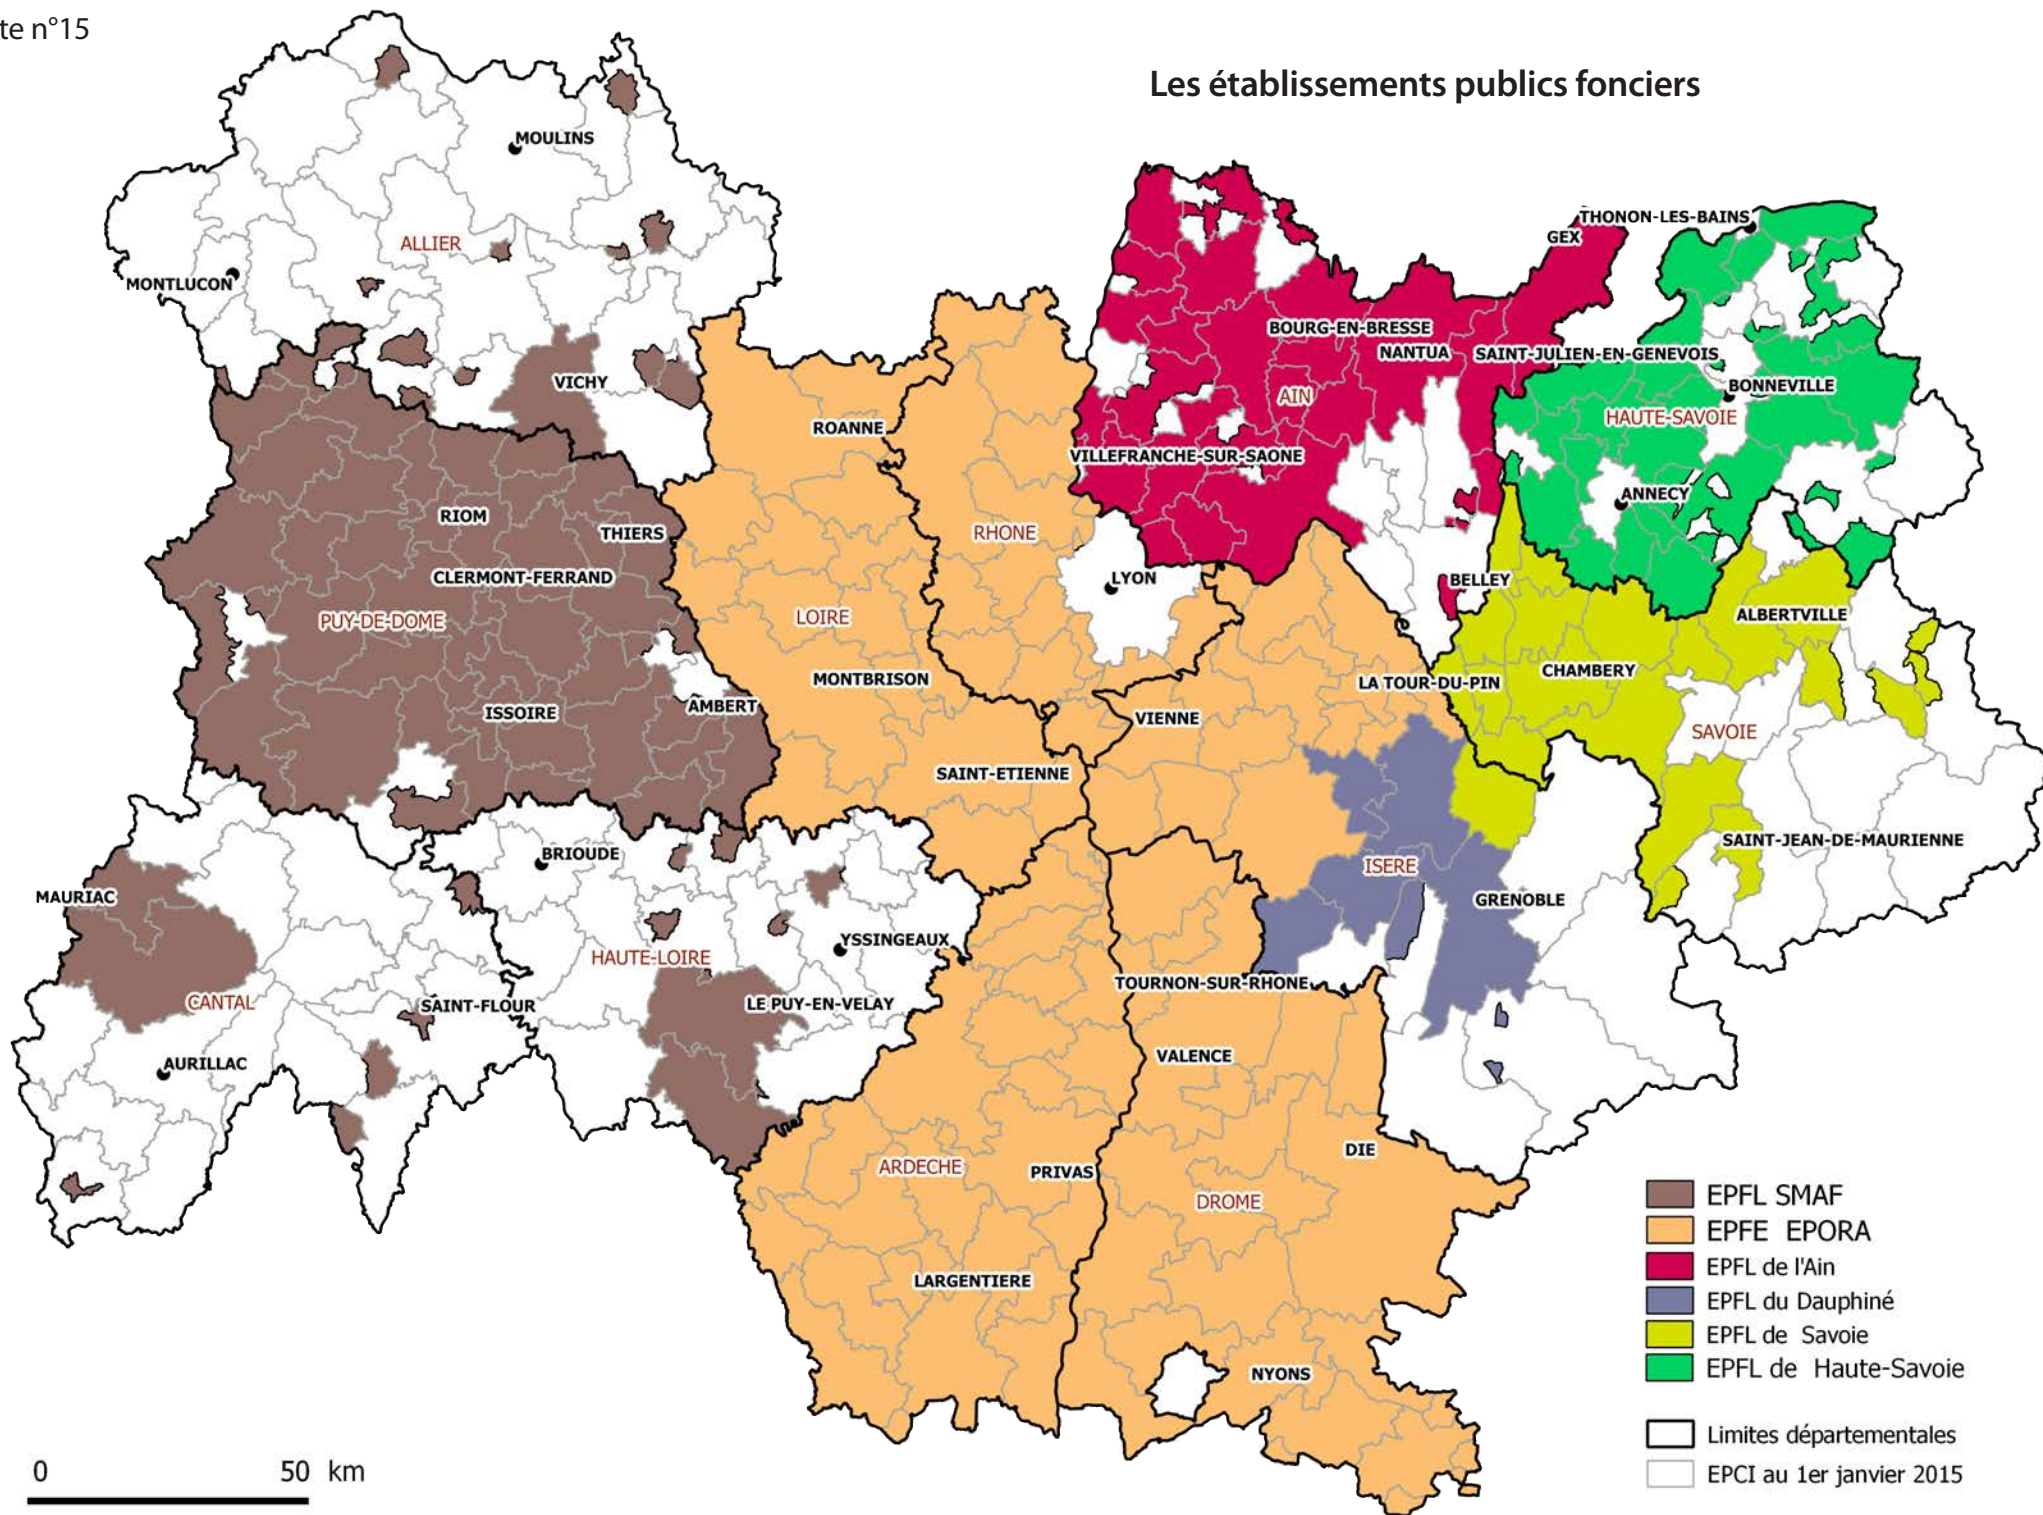 te n°15
Les établissements publics fonciers
MOULINS
THONON-LES-BAINS
GEX
ALLIER
MONTLUCON
BOURG-EN-BRESSE
NANTUA
SAINT-JULIEN-EN-GENEVOIS
VICHY
BONNEVILLE
AIN
HAUTE-SAVOIE
ROANNE
VILLEFRANCHE-SUR-SAONE
ANNECY
RIOM
THIERS
RHONE
CLERMONT-FERRAND
LYON
BELLEY
PUY-DE-DOME
LOIRE
ALBERTVILLE
MONTBRISON
CHAMBERY
LA TOUR-DU-PIN
AMBERT
ISSOIRE
VIENNE
SAVOIE
SAINT-ETIENNE
SAINT-JEAN-DE-MAURIENNE
BRIOUDE
ISERE
MAURIAC
GRENOBLE
YSSINGEAUX
HAUTE-LOIRE
TOURNON-SUR-RHONE
CANTAL
SAINT-FLOUR
LE PUY-EN-VELAY
VALENCE
AURILLAC
DIE
ARDECHE
PRIVAS
DROME
LARGENTIERE
NYONS
EPFL SMAF
EPFE EPORA
EPFL de l'Ain
EPFL du Dauphiné
EPFL de Savoie
EPFL de Haute-Savoie
Limites départementales
EPCI au 1er janvier 2015
0 50 km